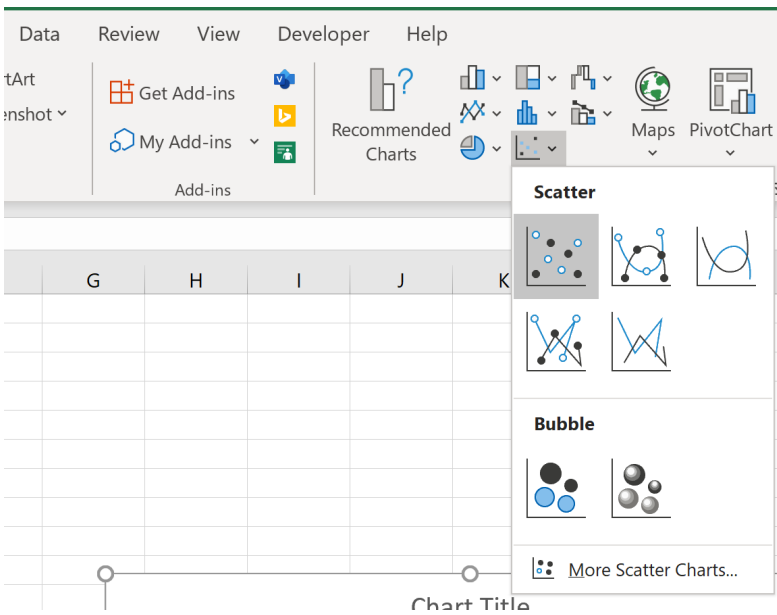 Data Review View Developer Help
rtArt
enshot
Get Add-ins
My Add-ins
Add-ins
Recommended
Charts
Maps
PivotChart
Scatter
G H I J K
Bubble
More Scatter Charts...
Chart Title